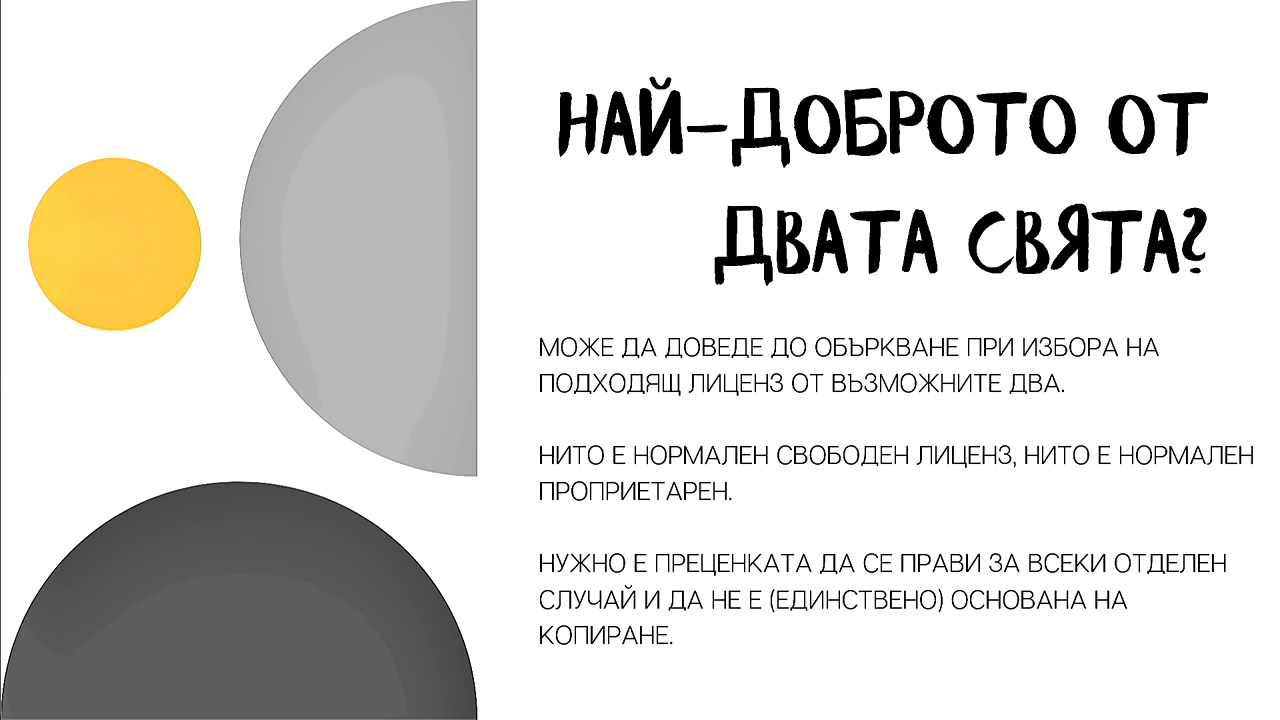 НАЙ-ДОБРОТО ОТ
ДВАТА СВЯТА?
МОЖЕ ДА ДОВЕДЕ ДО ОБЪРКВАНЕ ПРИ ИЗБОРА НА
ПОДХОДЯЩ ЛИЦЕНЗ ОТ ВЪЗМОЖНИТЕ ДВА.
НИТО Е НОРМАЛЕН СВОБОДЕН ЛИЦЕНЗ, НИТО Е НОРМАЛЕН
ПРОПРИЕТАРЕН.
НУЖНО Е ПРЕЦЕНКАТА ДА СЕ ПРАВИ ЗА ВСЕКИ ОТДЕЛЕН
СЛУЧАЙ И ДА НЕ Е (ЕДИНСТВЕНО) ОСНОВАНА НА
КОПИРАНЕ.